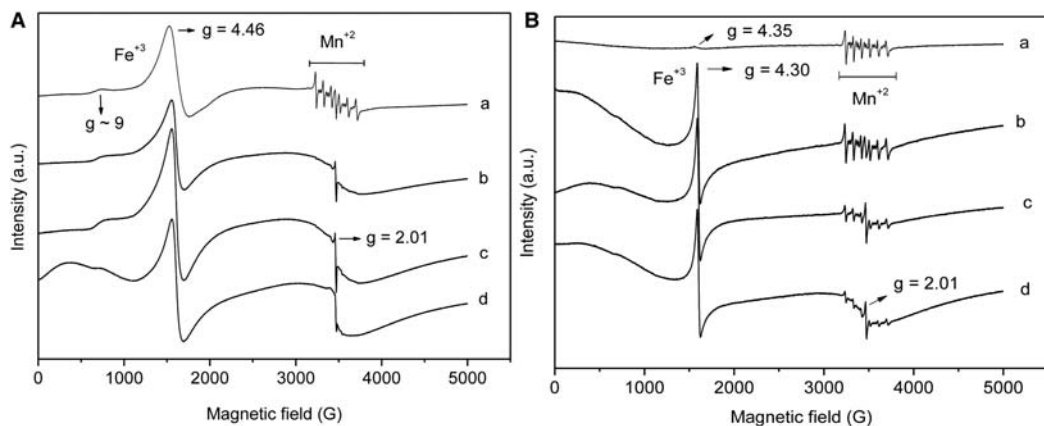 A
g = 4.46
Fe+3
Mn+2
a
g ~ 9
b
g = 2.01
c
d
Intensity (a.u.)
0 1000 2000 3000 4000 5000
Magnetic field (G)
B
g = 4.35
a
Fe+3
g = 4.30
Mn+2
b
c
g = 2.01
d
Intensity (a.u.)
0 1000 2000 3000 4000 5000
Magnetic field (G)